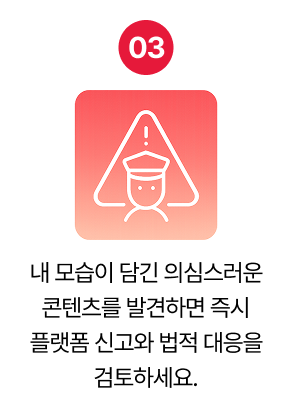 03
내 모습이 담긴 의심스러운
콘텐츠를 발견하면 즉시
플랫폼 신고와 법적 대응을
검토하세요.